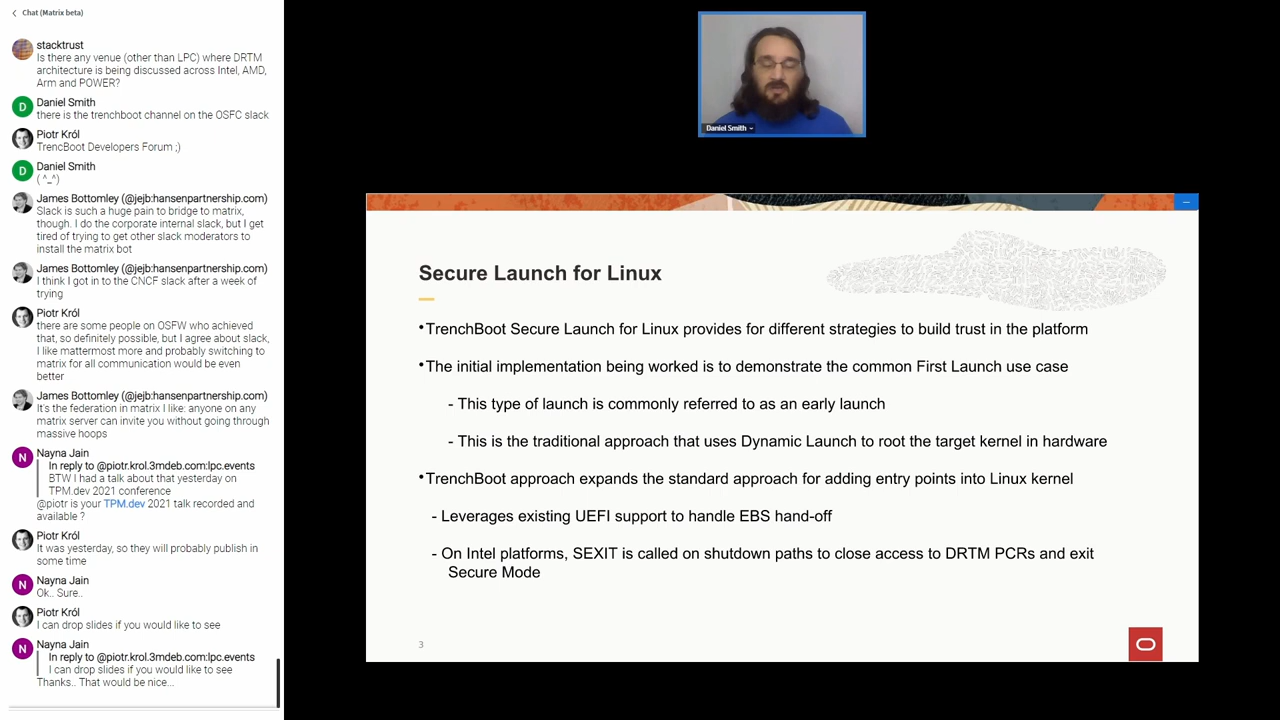 Chat (Matrix beta)
stacktrust
Is there any venue (other than LPC) where DRTM
architecture is being discussed across Intel, AMD,
Arm and POWER?
D
Daniel Smith
there is the trenchboot channel on the OSFC slack
Piotr Król
TrencBoot Developers Forum ;)
D
Daniel Smith
( ^_^)
James Bottomley (@jejb:hansenpartnership.com)
Slack is such a huge pain to bridge to matrix,
though. I do the corporate internal slack, but I get
tired of trying to get other slack moderators to
install the matrix bot
James Bottomley (@jejb:hansenpartnership.com)
I think I got in to the CNCF slack after a week of
trying
Piotr Król
there are some people on OSFW who achieved
that, so definitely possible, but I agree about slack,
I like mattermost more and probably switching to
matrix for all communication would be even
better
James Bottomley (@jejb:hansenpartnership.com)
It's the federation in matrix I like: anyone on any
matrix server can invite you without going through
massive hoops
N
Nayna Jain
In reply to @piotr.krol.3mdeb.com:lpc.events
BTW I had a talk about that yesterday on
TPM.dev 2021 conference
@piotr is your TPM.dev 2021 talk recorded and
available ?
Piotr Król
It was yesterday, so they will probably publish in
some time
N
Nayna Jain
Ok.. Sure..
Piotr Król
I can drop slides if you would like to see
N
Nayna Jain
In reply to @piotr.krol.3mdeb.com:lpc.events
I can drop slides if you would like to see
Thanks.. That would be nice...
Daniel Smith
Secure Launch for Linux
•TrenchBoot Secure Launch for Linux provides for different strategies to build trust in the platform
•The initial implementation being worked is to demonstrate the common First Launch use case
- This type of launch is commonly referred to as an early launch
- This is the traditional approach that uses Dynamic Launch to root the target kernel in hardware
•TrenchBoot approach expands the standard approach for adding entry points into Linux kernel
- Leverages existing UEFI support to handle EBS hand-off
- On Intel platforms, SEXIT is called on shutdown paths to close access to DRTM PCRs and exit
Secure Mode
3